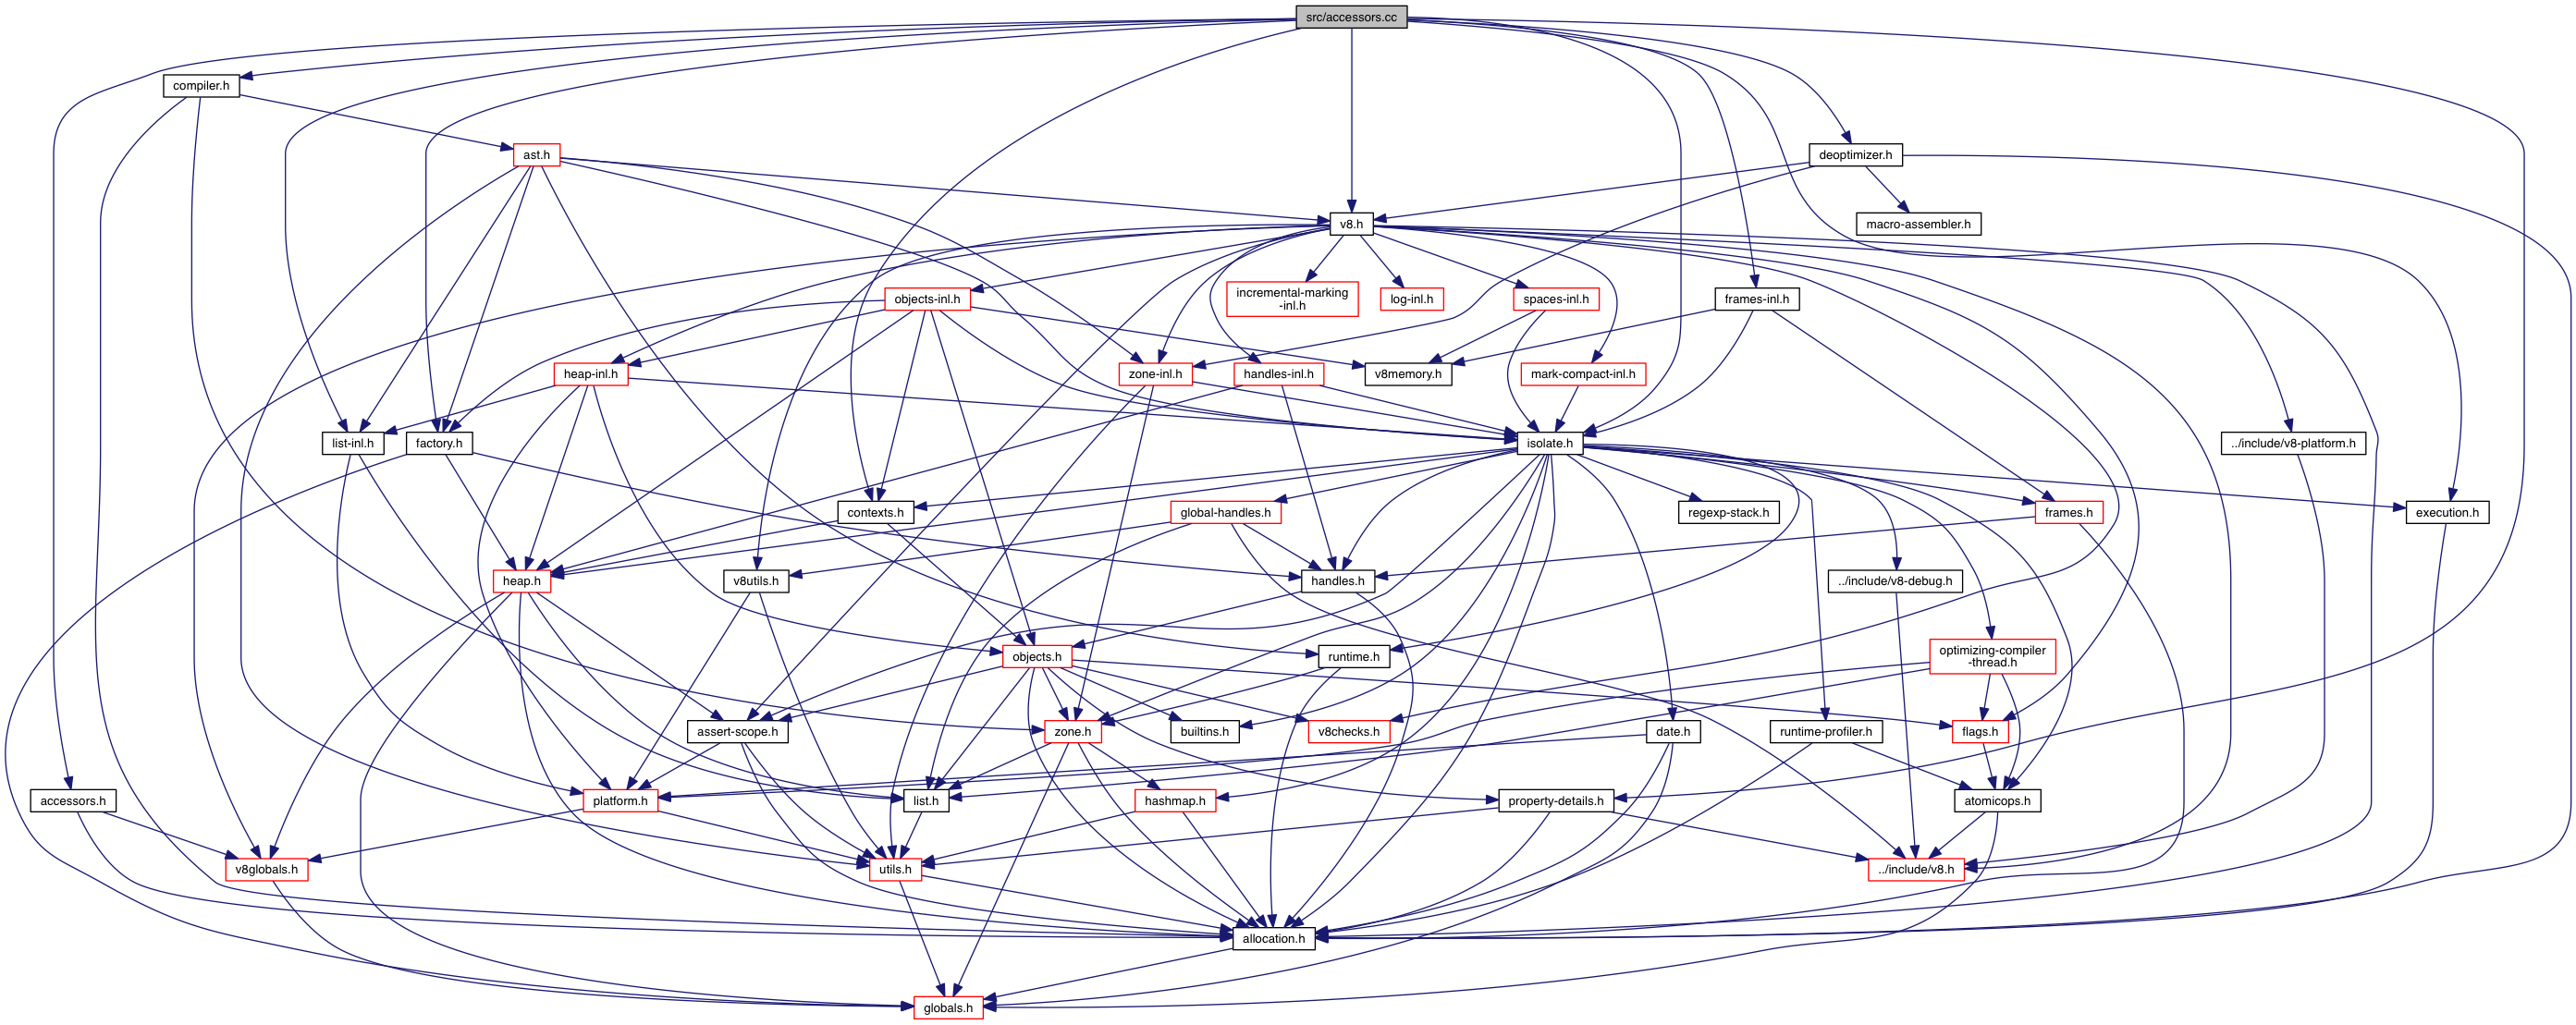 src/accessors.cc
compiler.h
ast.h
deoptimizer.h
v8.h
macro-assembler.h
objects-inl.h
incremental-marking
-inl.h
log-inl.h
spaces-inl.h
frames-inl.h
heap-inl.h
zone-inl.h
handles-inl.h
v8memory.h
mark-compact-inl.h
list-inl.h
factory.h
isolate.h
../include/v8-platform.h
contexts.h
global-handles.h
regexp-stack.h
frames.h
execution.h
heap.h
v8utils.h
handles.h
../include/v8-debug.h
objects.h
runtime.h
optimizing-compiler
-thread.h
assert-scope.h
zone.h
builtins.h
v8checks.h
date.h
runtime-profiler.h
flags.h
accessors.h
platform.h
list.h
hashmap.h
property-details.h
atomicops.h
v8globals.h
utils.h
../include/v8.h
allocation.h
globals.h